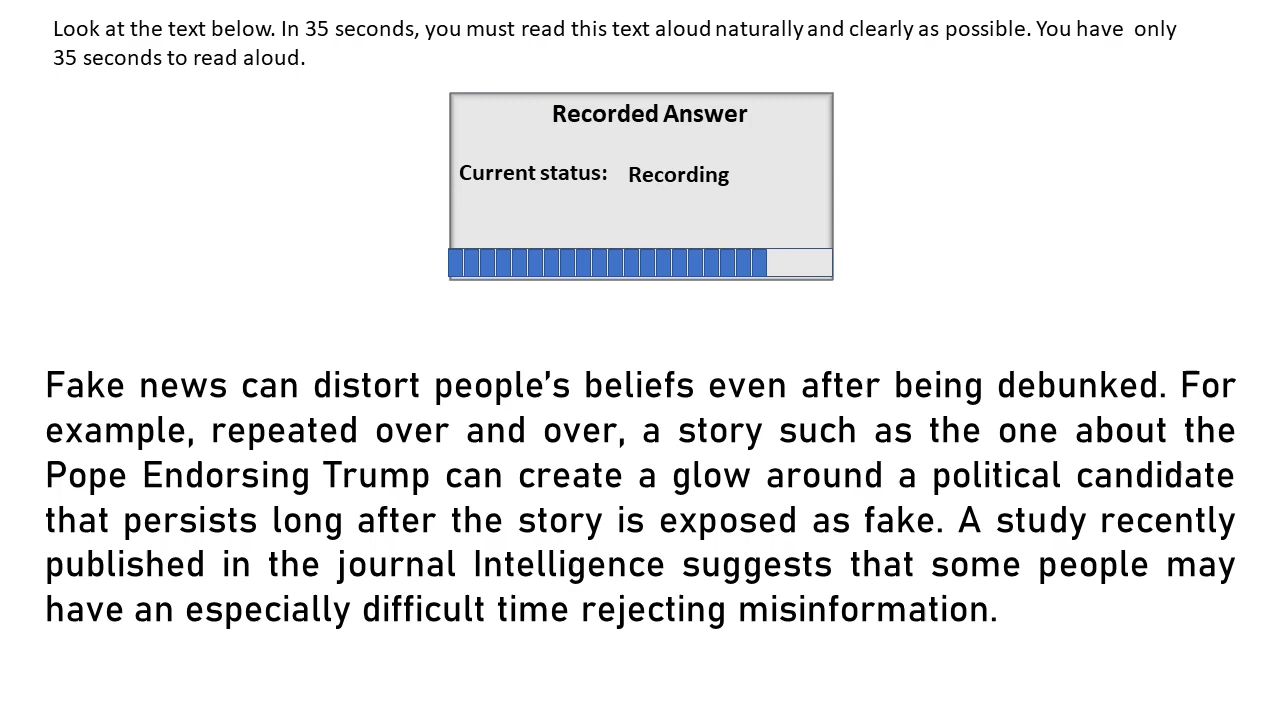 Look at the text below. In 35 seconds, you must read this text aloud naturally and clearly as possible. You have only
35 seconds to read aloud.
Recorded Answer
Current status: Recording
Fake news can distort people's beliefs even after being debunked. For
example, repeated over and over, a story such as the one about the
Pope Endorsing Trump can create a glow around a political candidate
that persists long after the story is exposed as fake. A study recently
published in the journal Intelligence suggests that some people may
have an especially difficult time rejecting misinformation.